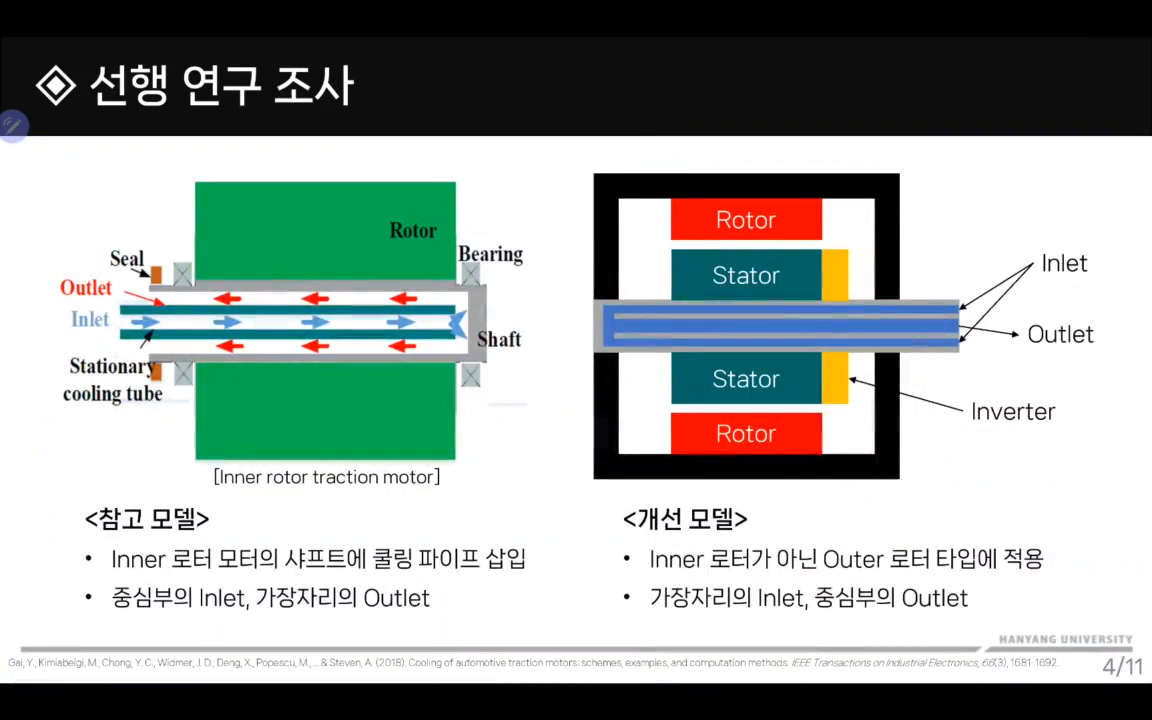 선행 연구 조사
Rotor
Bearing
Seal
Outlet
Inlet
Shaft
Stationary
cooling tube
[Inner rotor traction motor]
Rotor
Stator
Inlet
Outlet
Stator
Inverter
Rotor
<참고 모델>
• Inner 로터 모터의 샤프트에 쿨링 파이프 삽입
• 중심부의 Inlet, 가장자리의 Outlet
<개선 모델>
• Inner 로터가 아닌 Outer 로터 타입에 적용
• 가장자리의 Inlet, 중심부의 Outlet
HANYANG UNIVERSITY
Gai, Y., Kimiabeigi, M., Chong, Y. C., Widmer, J. D., Deng, X., Popescu, M., ... & Steven, A. (2018). Cooling of automotive traction motors: schemes, examples, and computation methods. IEEE Transactions on Industrial Electronics, 66(3), 1681-1692.
4/11